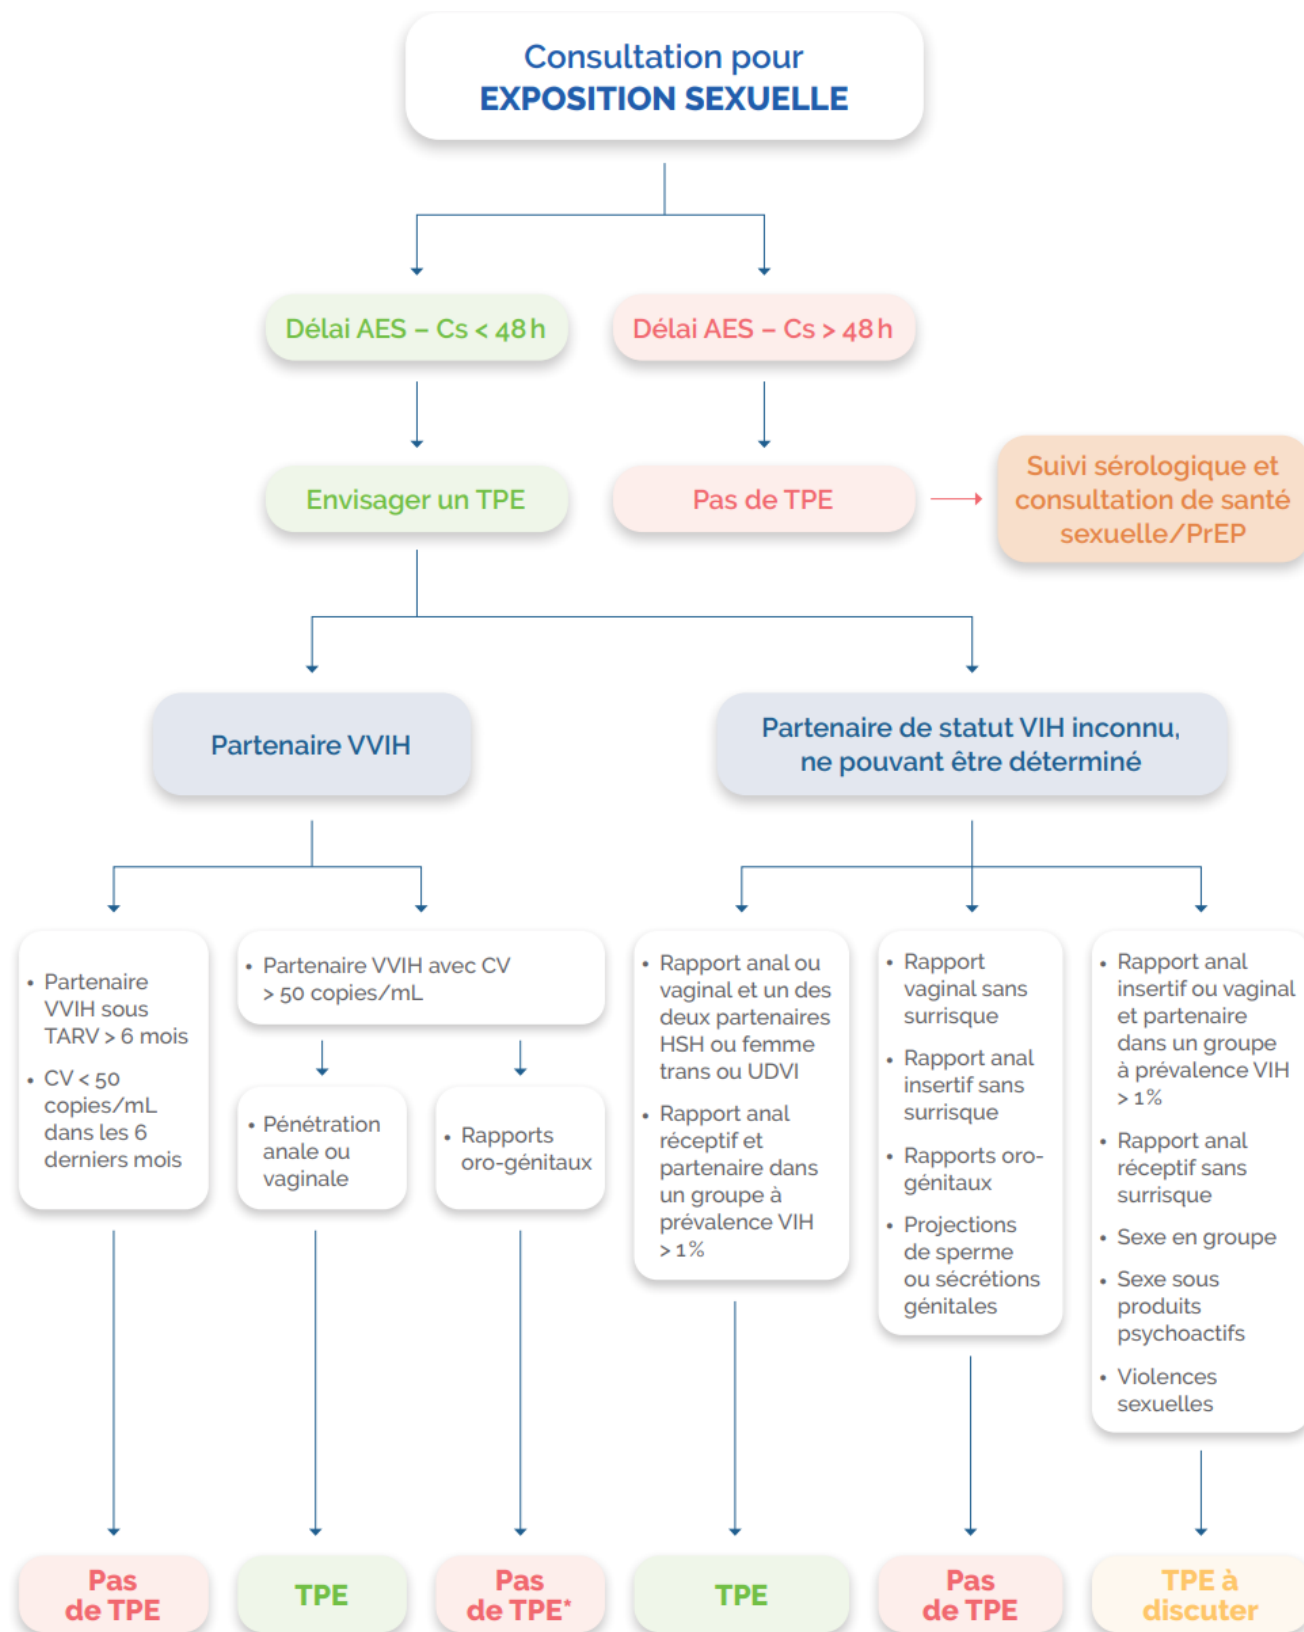 Consultation pour
EXPOSITION SEXUELLE
Délai AES – Cs < 48 h
Délai AES – Cs > 48 h
Envisager un TPE
Pas de TPE
Suivi sérologique et
consultation de santé
sexuelle/PrEP
Partenaire VVIH
Partenaire de statut VIH inconnu,
ne pouvant être déterminé
• Partenaire
VVIH sous
TARV > 6 mois
• CV < 50
copies/mL
dans les 6
derniers mois
• Partenaire VVIH avec CV
> 50 copies/mL
• Pénétration
anale ou
vaginale
• Rapports
oro-génitaux
• Rapport anal ou
vaginal et un des
deux partenaires
HSH ou femme
trans ou UDVI
• Rapport anal
réceptif et
partenaire dans
un groupe à
prévalence VIH
> 1 %
• Rapport
vaginal sans
surrisque
• Rapport anal
insertif sans
surrisque
• Rapports oro-
génitaux
• Projections
de sperme
ou sécrétions
génitales
• Rapport anal
insertif ou vaginal
et partenaire
dans un groupe
à prévalence VIH
> 1 %
• Rapport anal
réceptif sans
surrisque
• Sexe en groupe
• Sexe sous
produits
psychoactifs
• Violences
sexuelles
Pas
de TPE
TPE
Pas
de TPE*
TPE
Pas
de TPE
TPE à
discuter